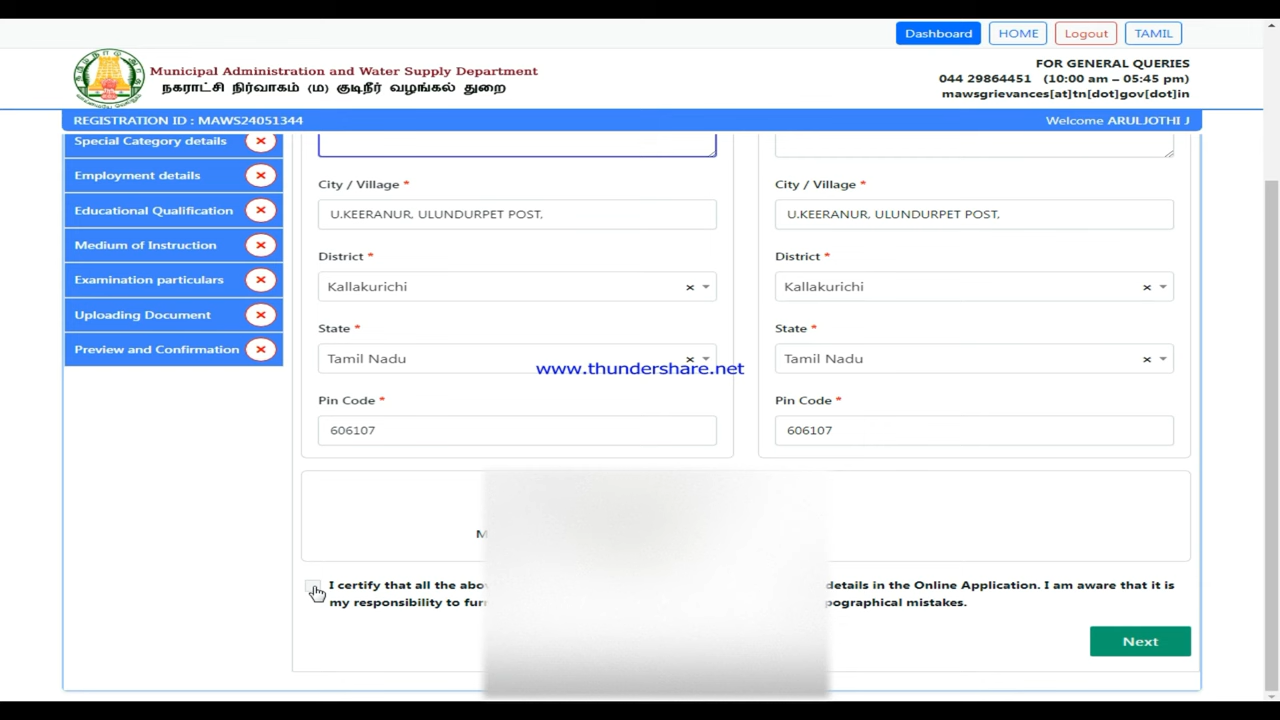 Dashboard HOME Logout TAMIL
Municipal Administration and Water Supply Department
நகராட்சி நிர்வாகம் (ம) குடிநீர் வழங்கல் துறை
FOR GENERAL QUERIES
044 29864451 (10:00 am – 05:45 pm)
mawsgrievances[at]tn[dot]gov[dot]in
REGISTRATION ID : MAWS24051344 Welcome ARULJOTHI J
Special Category details
Employment details
Educational Qualification
Medium of Instruction
Examination particulars
Uploading Document
Preview and Confirmation
City / Village * City / Village *
U.KEERANUR, ULUNDURPET POST, U.KEERANUR, ULUNDURPET POST,
District * District *
Kallakurichi Kallakurichi
State * State *
Tamil Nadu Tamil Nadu
www.thundershare.net
Pin Code * Pin Code *
606107 606107
I certify that all the details in the Online Application. I am aware that it is
my responsibility to mistakes.
Next